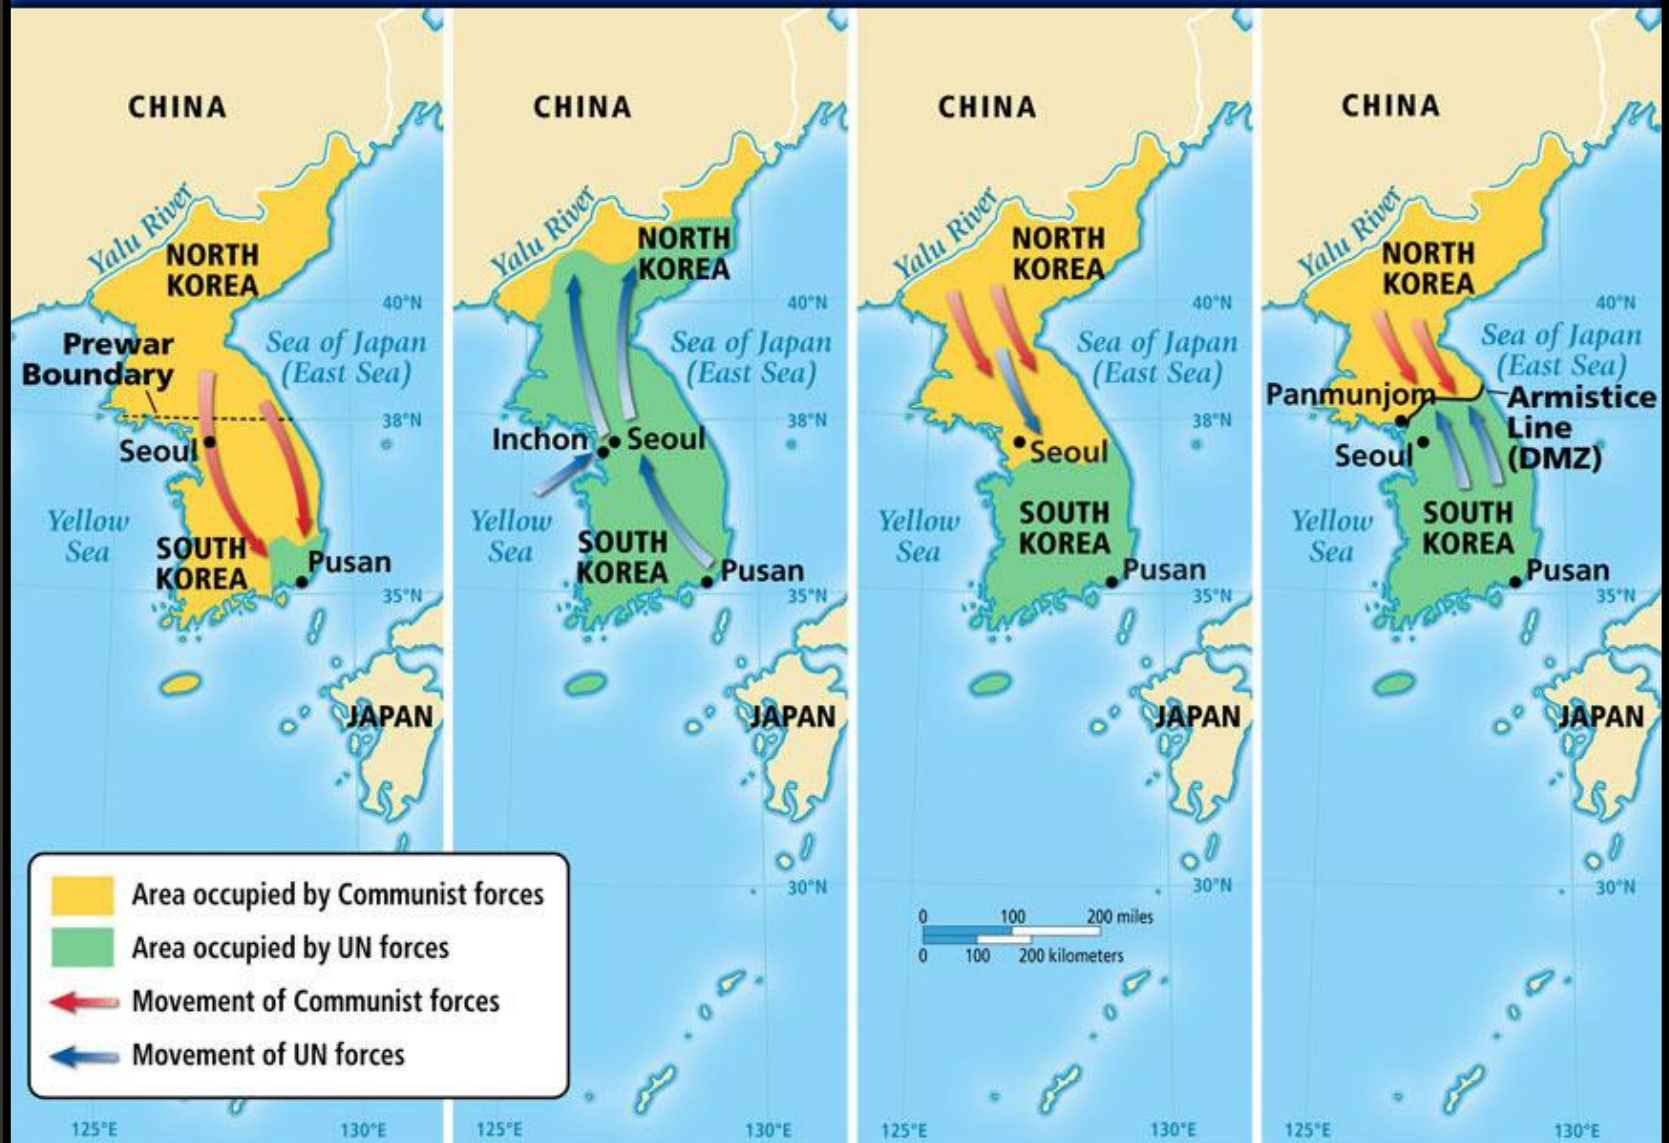 CHINA
Yalu River
NORTH
KOREA
40°N
Prewar
Boundary
Sea of Japan
(East Sea)
38°N
Seoul
Yellow
Sea
SOUTH
KOREA
Pusan
35°N
JAPAN
Area occupied by Communist forces
Area occupied by UN forces
Movement of Communist forces
Movement of UN forces
125°E
130°E
CHINA
Yalu River
NORTH
KOREA
40°N
Sea of Japan
(East Sea)
38°N
Inchon
Seoul
Yellow
Sea
SOUTH
KOREA
Pusan
35°N
JAPAN
30°N
125°E
130°E
CHINA
Yalu River
NORTH
KOREA
40°N
Sea of Japan
(East Sea)
38°N
Seoul
Yellow
Sea
SOUTH
KOREA
Pusan
35°N
JAPAN
30°N
0 100 200 miles
0 100 200 kilometers
125°E
130°E
CHINA
Yalu River
NORTH
KOREA
40°N
Sea of Japan
(East Sea)
Panmunjom
Armistice
Line
(DMZ)
38°N
Seoul
Yellow
Sea
SOUTH
KOREA
Pusan
35°N
JAPAN
30°N
125°E
130°E